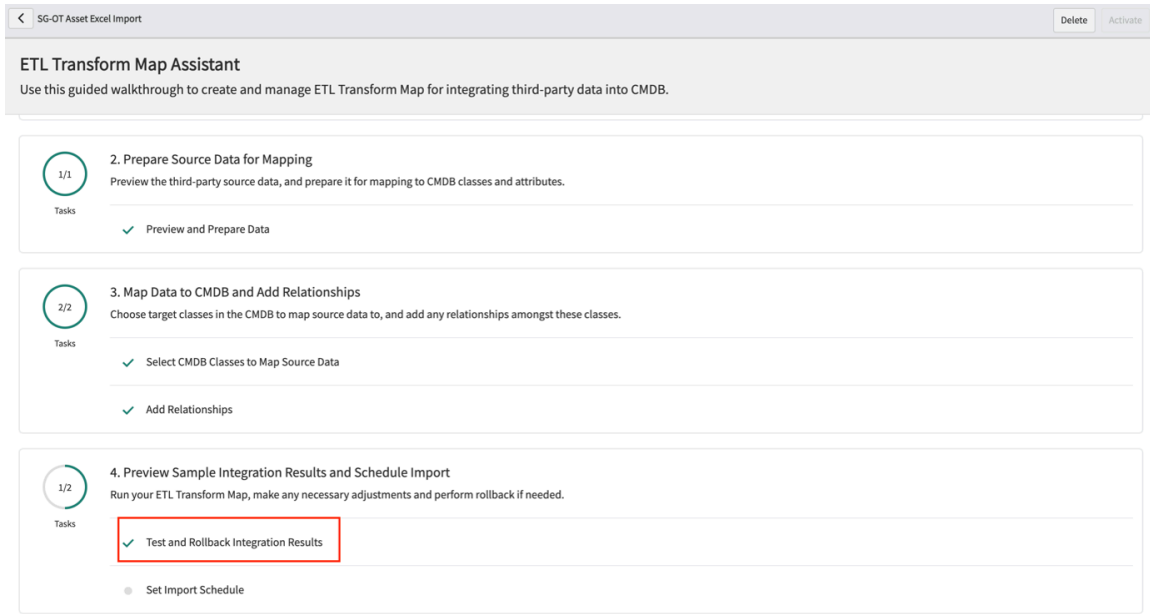 SG-OT Asset Excel Import
Delete
Activate
ETL Transform Map Assistant
Use this guided walkthrough to create and manage ETL Transform Map for integrating third-party data into CMDB.
1/1
Tasks
2. Prepare Source Data for Mapping
Preview the third-party source data, and prepare it for mapping to CMDB classes and attributes.
Preview and Prepare Data
2/2
Tasks
3. Map Data to CMDB and Add Relationships
Choose target classes in the CMDB to map source data to, and add any relationships amongst these classes.
Select CMDB Classes to Map Source Data
Add Relationships
1/2
Tasks
4. Preview Sample Integration Results and Schedule Import
Run your ETL Transform Map, make any necessary adjustments and perform rollback if needed.
Test and Rollback Integration Results
Set Import Schedule